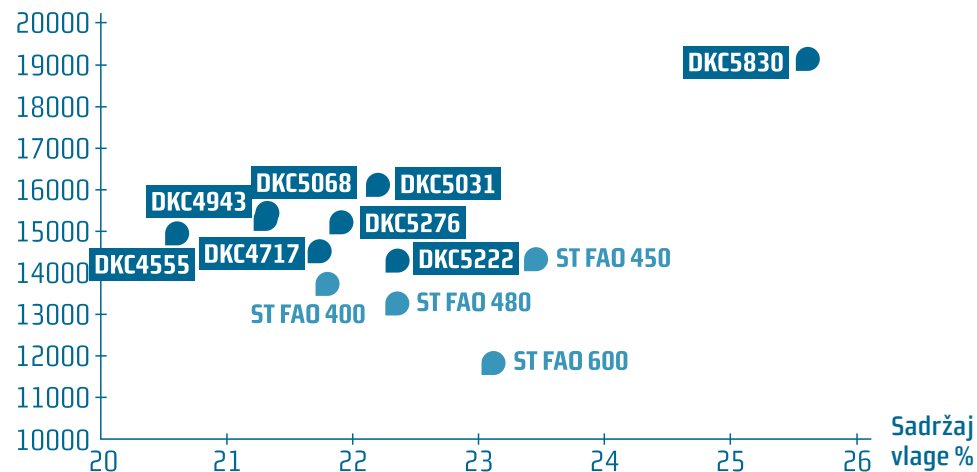 20000
19000
DKC5830
18000
17000
16000
DKC5068
DKC5031
DKC4943
15000
DKC5276
DKC4717
DKC5222
ST FAO 450
DKC4555
14000
ST FAO 480
13000
ST FAO 400
12000
ST FAO 600
11000
10000
20 21 22 23 24 25 26
Sadržaj
vlage %